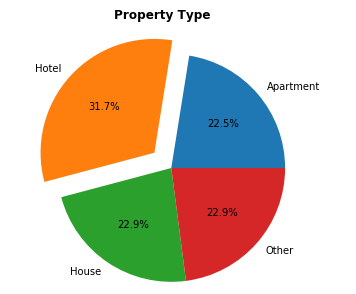 Property Type
Hotel
Apartment
31.7%
22.5%
22.9%
22.9%
House
Other